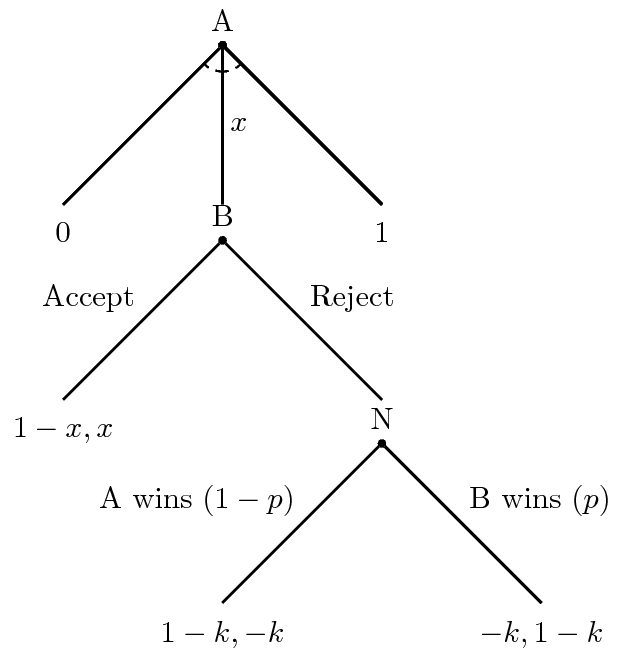 A
x
0
B
1
Accept
Reject
1 − x, x
N
A wins (1 − p)
B wins (p)
1 − k, −k
−k, 1 − k